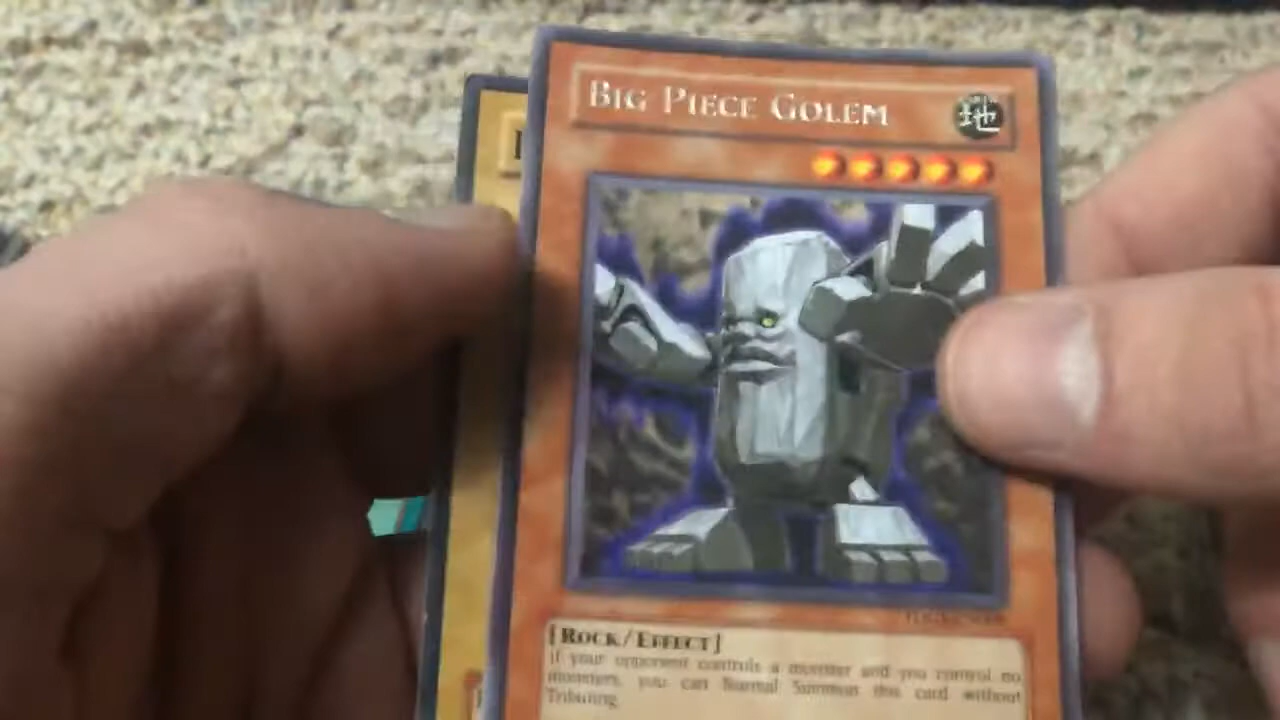 BIG PIECE GOLEM
地
[ROCK/EFFECT]
If your opponent controls a monster and you control no
monsters, you can Normal Summon this card without
Tributing.